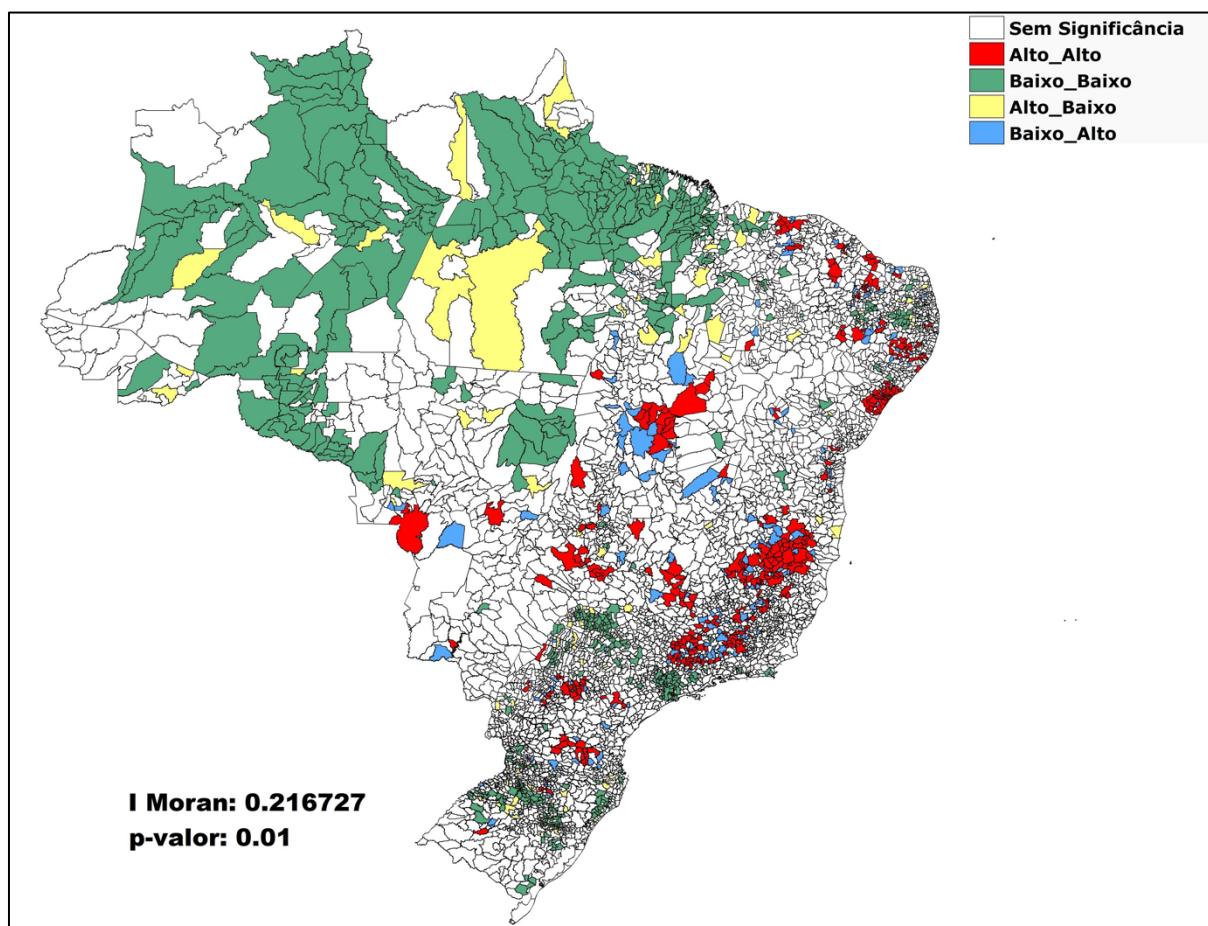 Sem Significância
Alto_Alto
Baixo_Baixo
Alto_Baixo
Baixo_Alto
I Moran: 0.216727
p-valor: 0.01